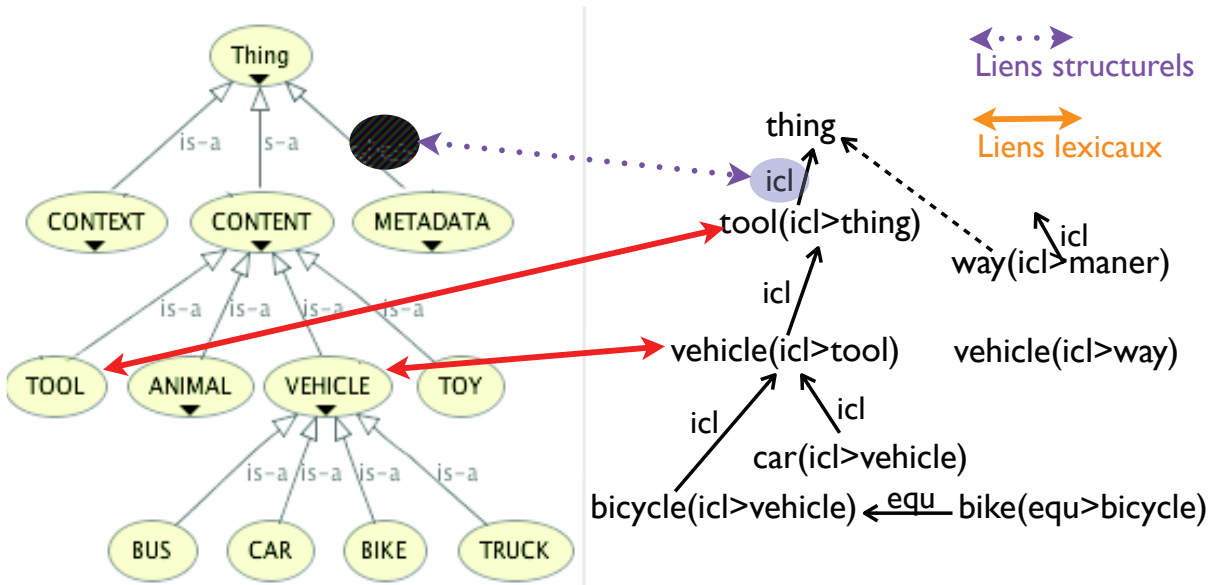 Thing
is-a
s-a
CONTEXT
CONTENT
METADATA
is-a
is-a
is-a
is-a
TOOL
ANIMAL
VEHICLE
TOY
is-a
is-a
is-a
is-a
BUS
CAR
BIKE
TRUCK
Liens structurels
Liens lexicaux
thing
icl
tool(icl>thing)
icl
way(icl>maner)
icl
vehicle(icl>tool)
vehicle(icl>way)
icl
icl
car(icl>vehicle)
bicycle(icl>vehicle)
equ
bike(equ>bicycle)